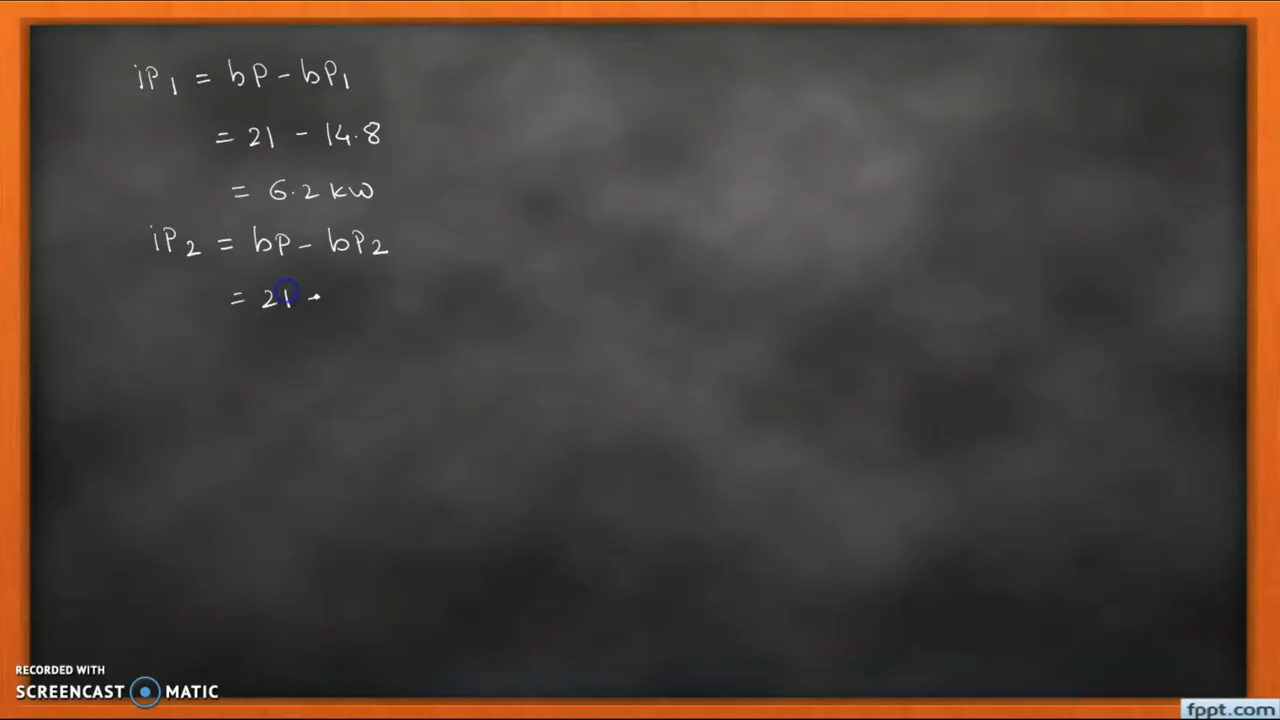 iP₁ = bP - bP₁
= 21 - 14.8
= 6.2 kW
iP₂ = bP - bP₂
= 21 -
RECORDED WITH
SCREENCAST MATIC
fppt.com